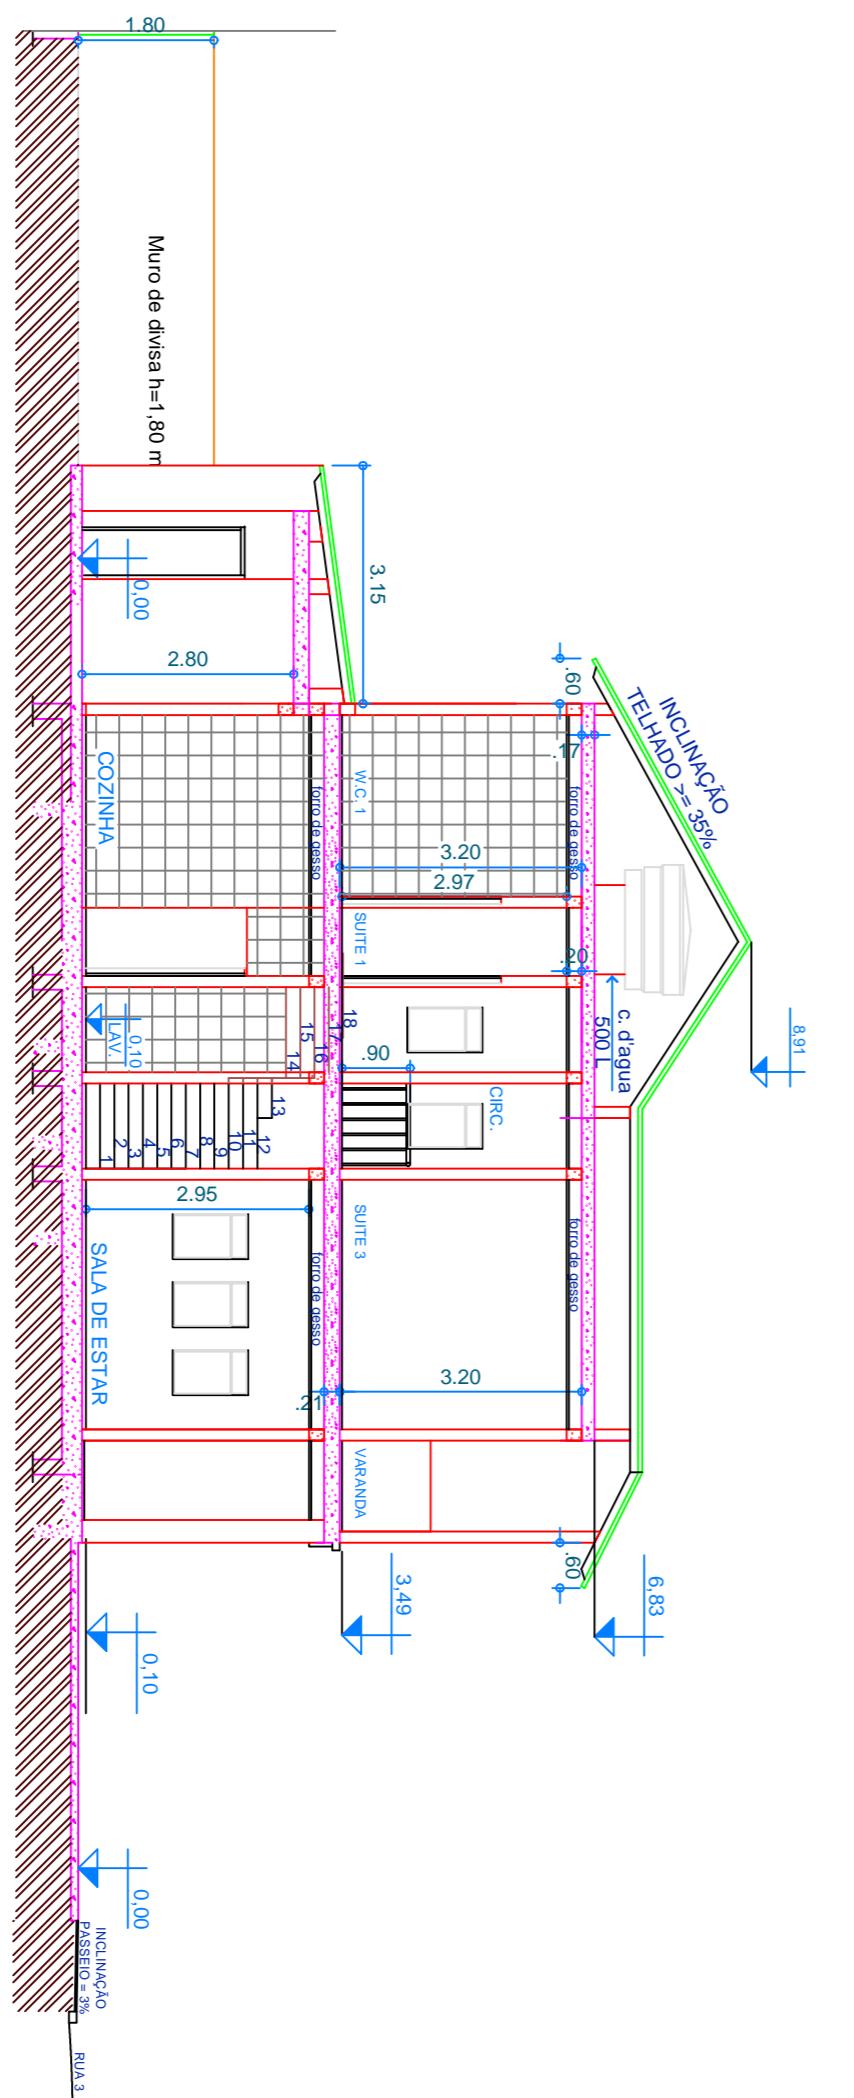 1.80
Muro de divisa h=1,80 m
0,00
2.80
3.15
.60
INCLINAÇÃO
TELHADO >= 35%
.17
COZINHA
forro de gesso
W.C. 1
forro de gesso
3.20
2.97
SUITE 1
.20
c. d'agua
500 L
8,91
0,10
LAV.
18
17
16
15
14
13
12
11
10
9
8
7
6
5
4
3
2
1
.90
CIRC.
2.95
SALA DE ESTAR
forro de gesso
SUITE 3
forro de gesso
.21
3.20
VARANDA
.60
0,10
3,49
6,83
0,00
INCLINAÇÃO
PASSEIO = 3%
RUA 3